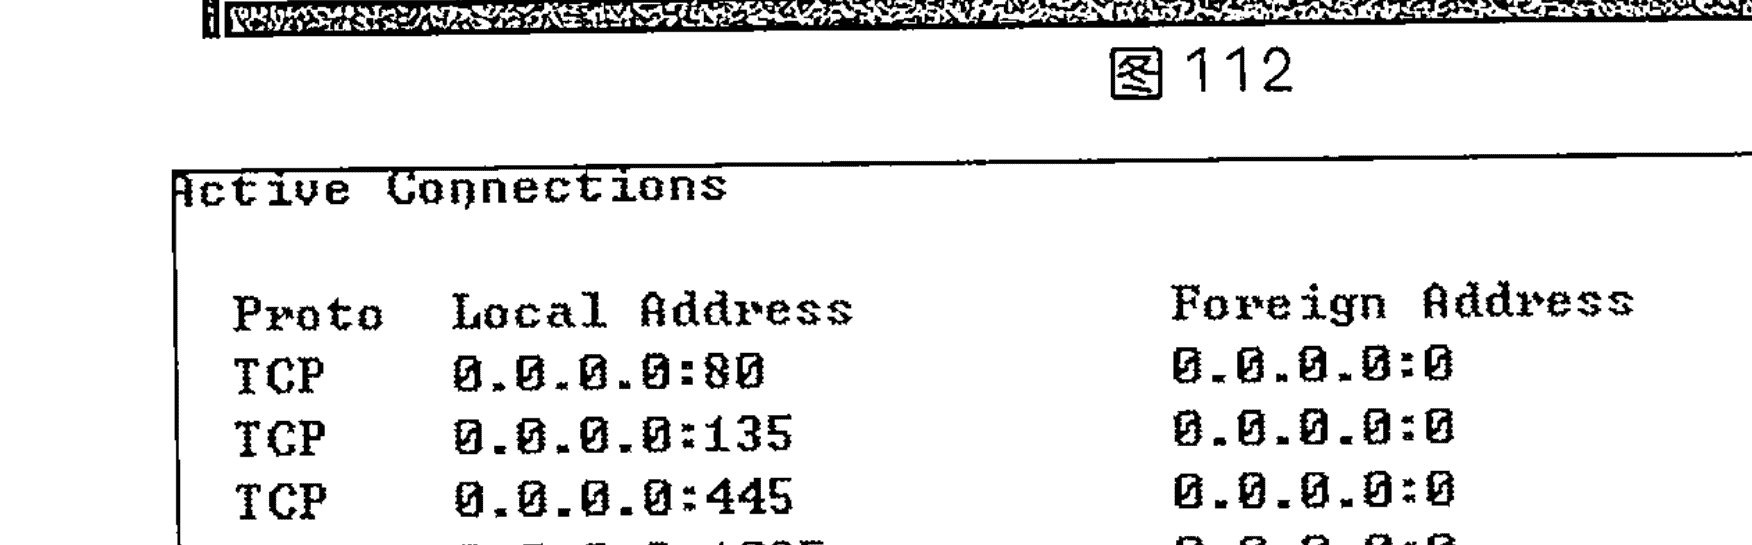 图 112
Active Connections
Proto Local Address Foreign Address
TCP 0.0.0.0:80 0.0.0.0:0
TCP 0.0.0.0:135 0.0.0.0:0
TCP 0.0.0.0:445 0.0.0.0:0